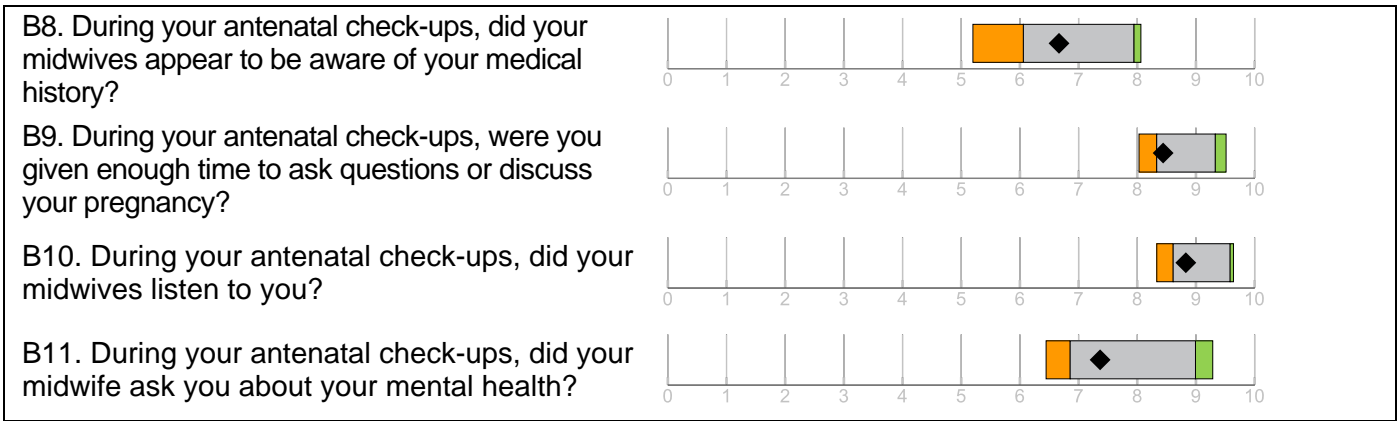 B8. During your antenatal check-ups, did your
midwives appear to be aware of your medical
history?
0 1 2 3 4 5 6 7 8 9 10
B9. During your antenatal check-ups, were you
given enough time to ask questions or discuss
your pregnancy?
0 1 2 3 4 5 6 7 8 9 10
B10. During your antenatal check-ups, did your
midwives listen to you?
0 1 2 3 4 5 6 7 8 9 10
B11. During your antenatal check-ups, did your
midwife ask you about your mental health?
0 1 2 3 4 5 6 7 8 9 10